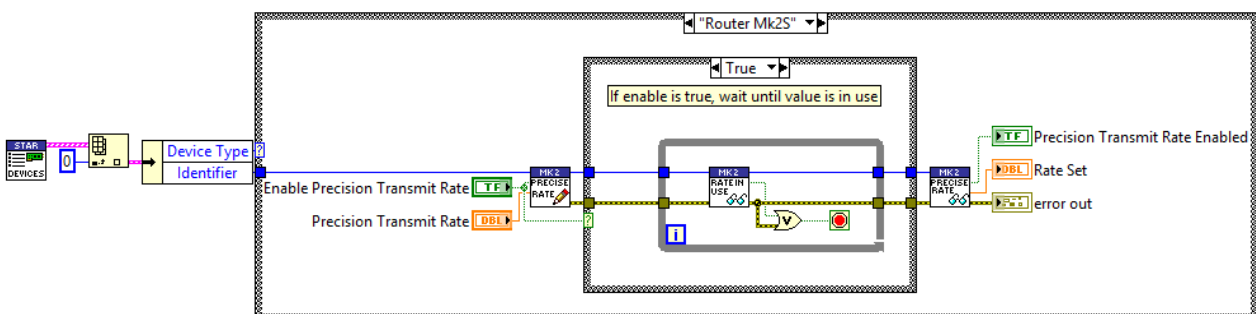 "Router Mk2S"
True
If enable is true, wait until value is in use
STAR
DEVICES
0
Device Type
Identifier
?
Enable Precision Transmit Rate
TF
Precision Transmit Rate
DBL
MK2
PRECISE
RATE
?
MK2
RATE IN
USE
V
i
MK2
PRECISE
RATE
TF
Precision Transmit Rate Enabled
DBL
Rate Set
error out